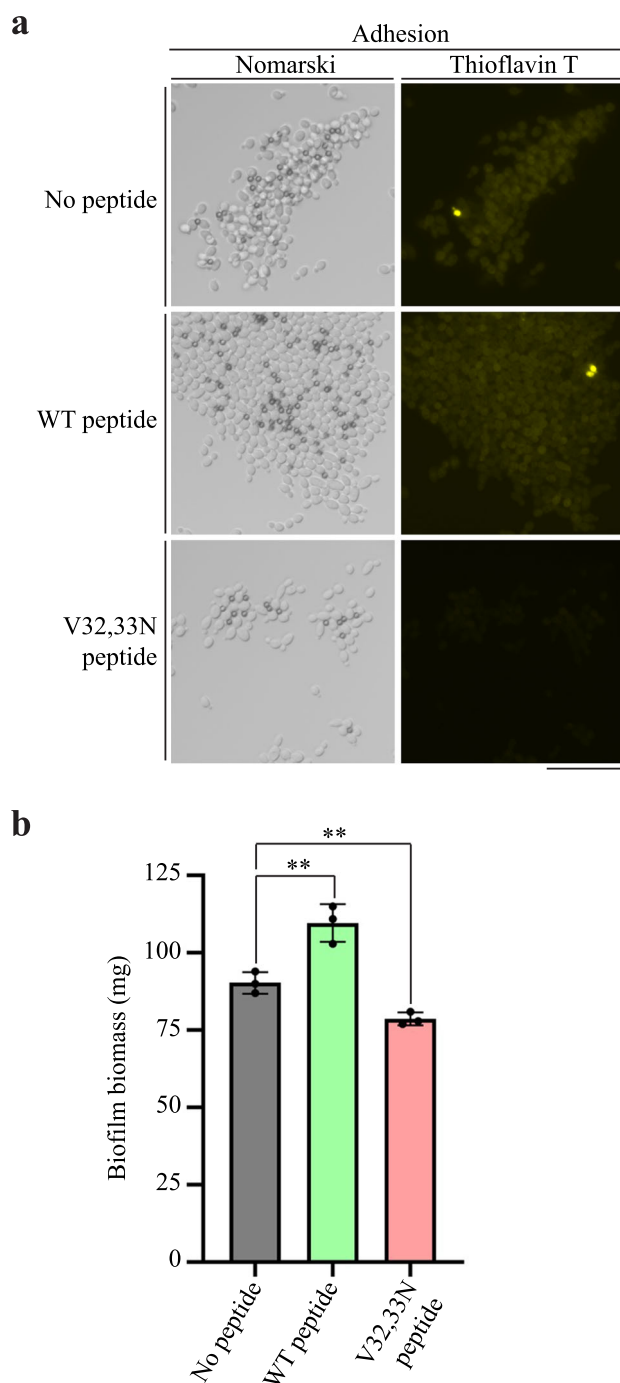 a
Adhesion
Nomarski
Thioflavin T
No peptide
WT peptide
V32,33N
peptide
b
**
**
125
100
75
50
25
0
Biofilm biomass (mg)
No peptide
WT peptide
V32,33N
peptide